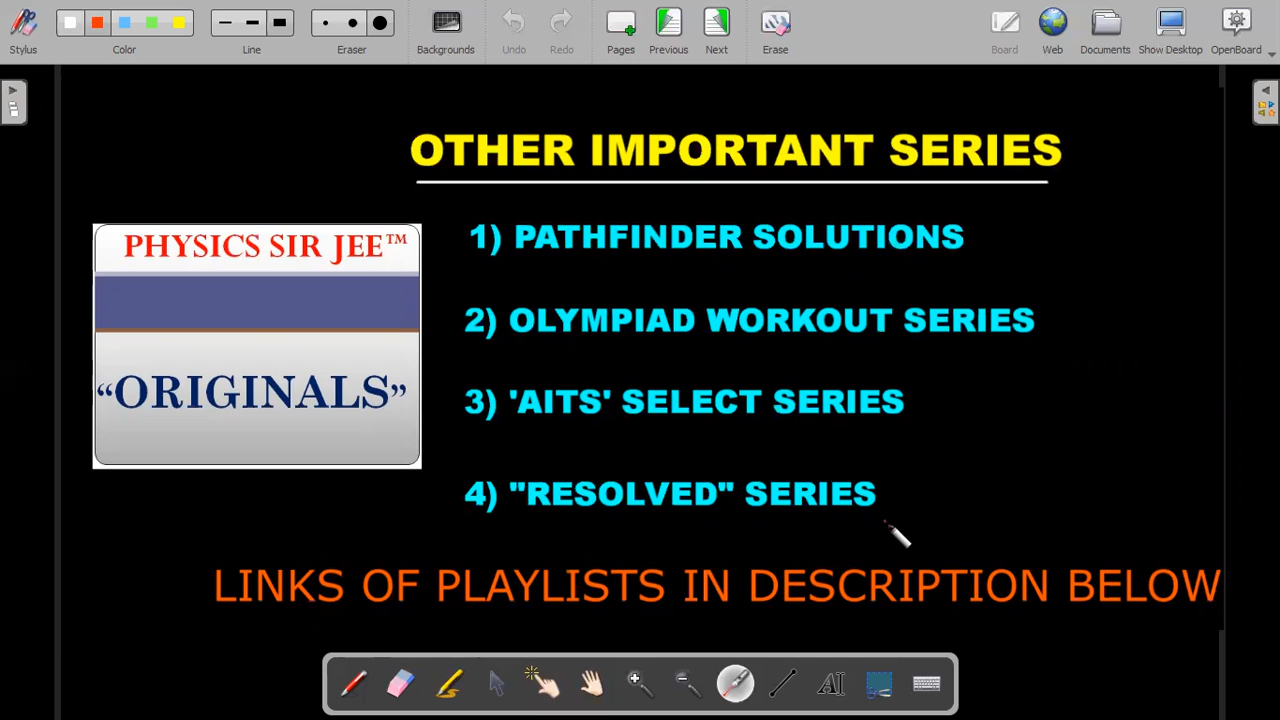 Stylus
Color
Line
Eraser
Backgrounds
Undo
Redo
Pages
Previous
Next
Erase
Board
Web
Documents
Show Desktop
OpenBoard
OTHER IMPORTANT SERIES
PHYSICS SIR JEE™
“ORIGINALS”
1) PATHFINDER SOLUTIONS
2) OLYMPIAD WORKOUT SERIES
3) 'AITS' SELECT SERIES
4) "RESOLVED" SERIES
LINKS OF PLAYLISTS IN DESCRIPTION BELOW
AI